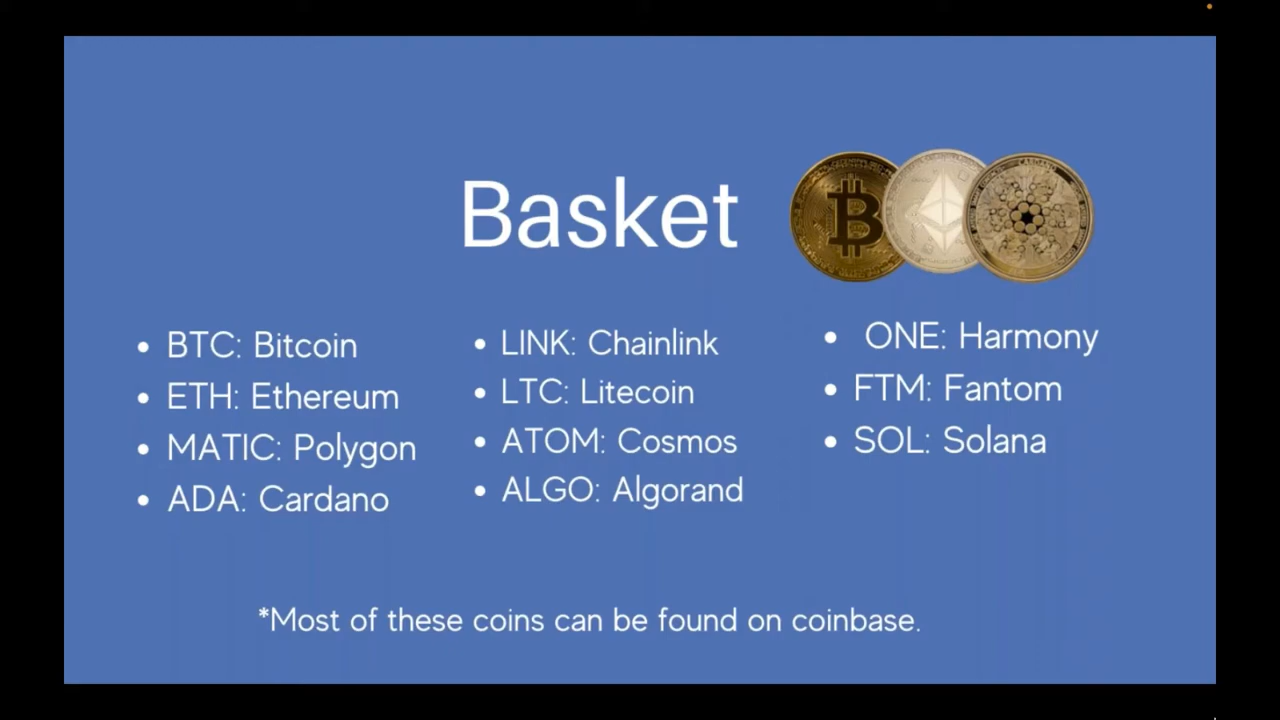 Basket
• BTC: Bitcoin
• ETH: Ethereum
• MATIC: Polygon
• ADA: Cardano
• LINK: Chainlink
• LTC: Litecoin
• ATOM: Cosmos
• ALGO: Algorand
• ONE: Harmony
• FTM: Fantom
• SOL: Solana
*Most of these coins can be found on coinbase.